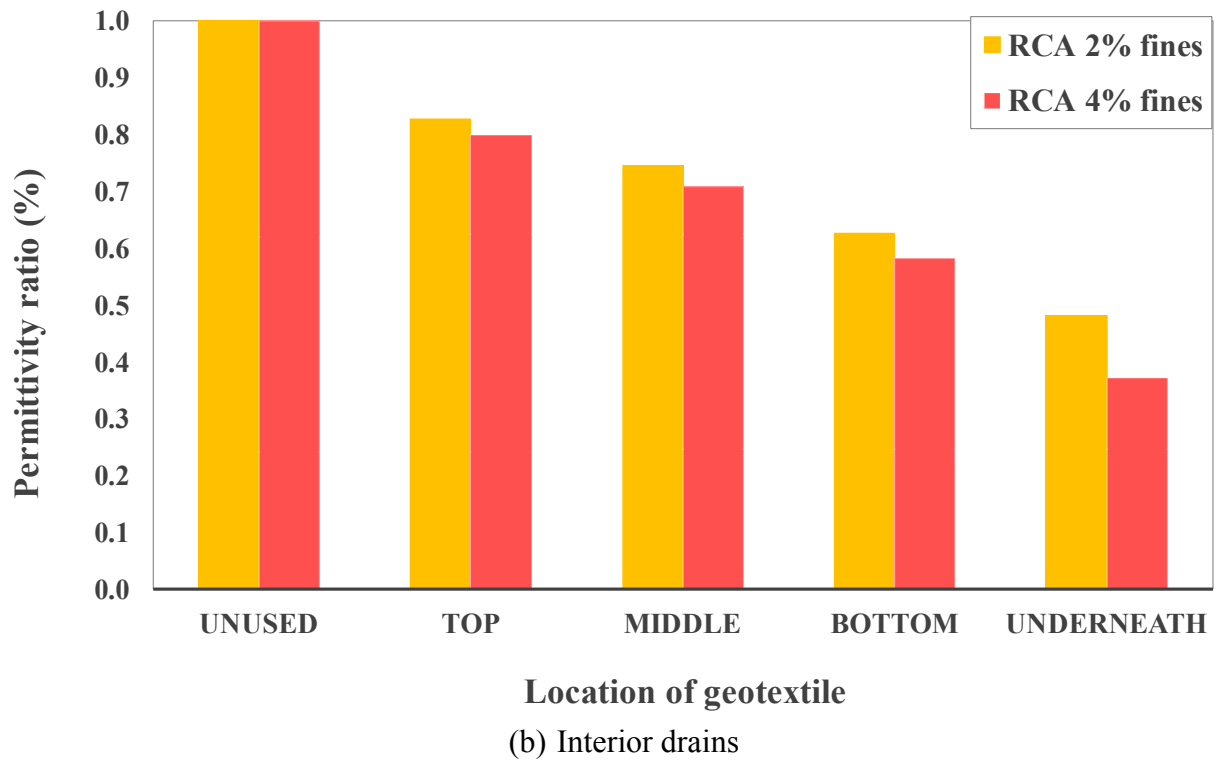 Permittivity ratio (%)
1.0
0.9
0.8
0.7
0.6
0.5
0.4
0.3
0.2
0.1
0.0
RCA 2% fines
RCA 4% fines
UNUSED TOP MIDDLE BOTTOM UNDERNEATH
Location of geotextile
(b) Interior drains